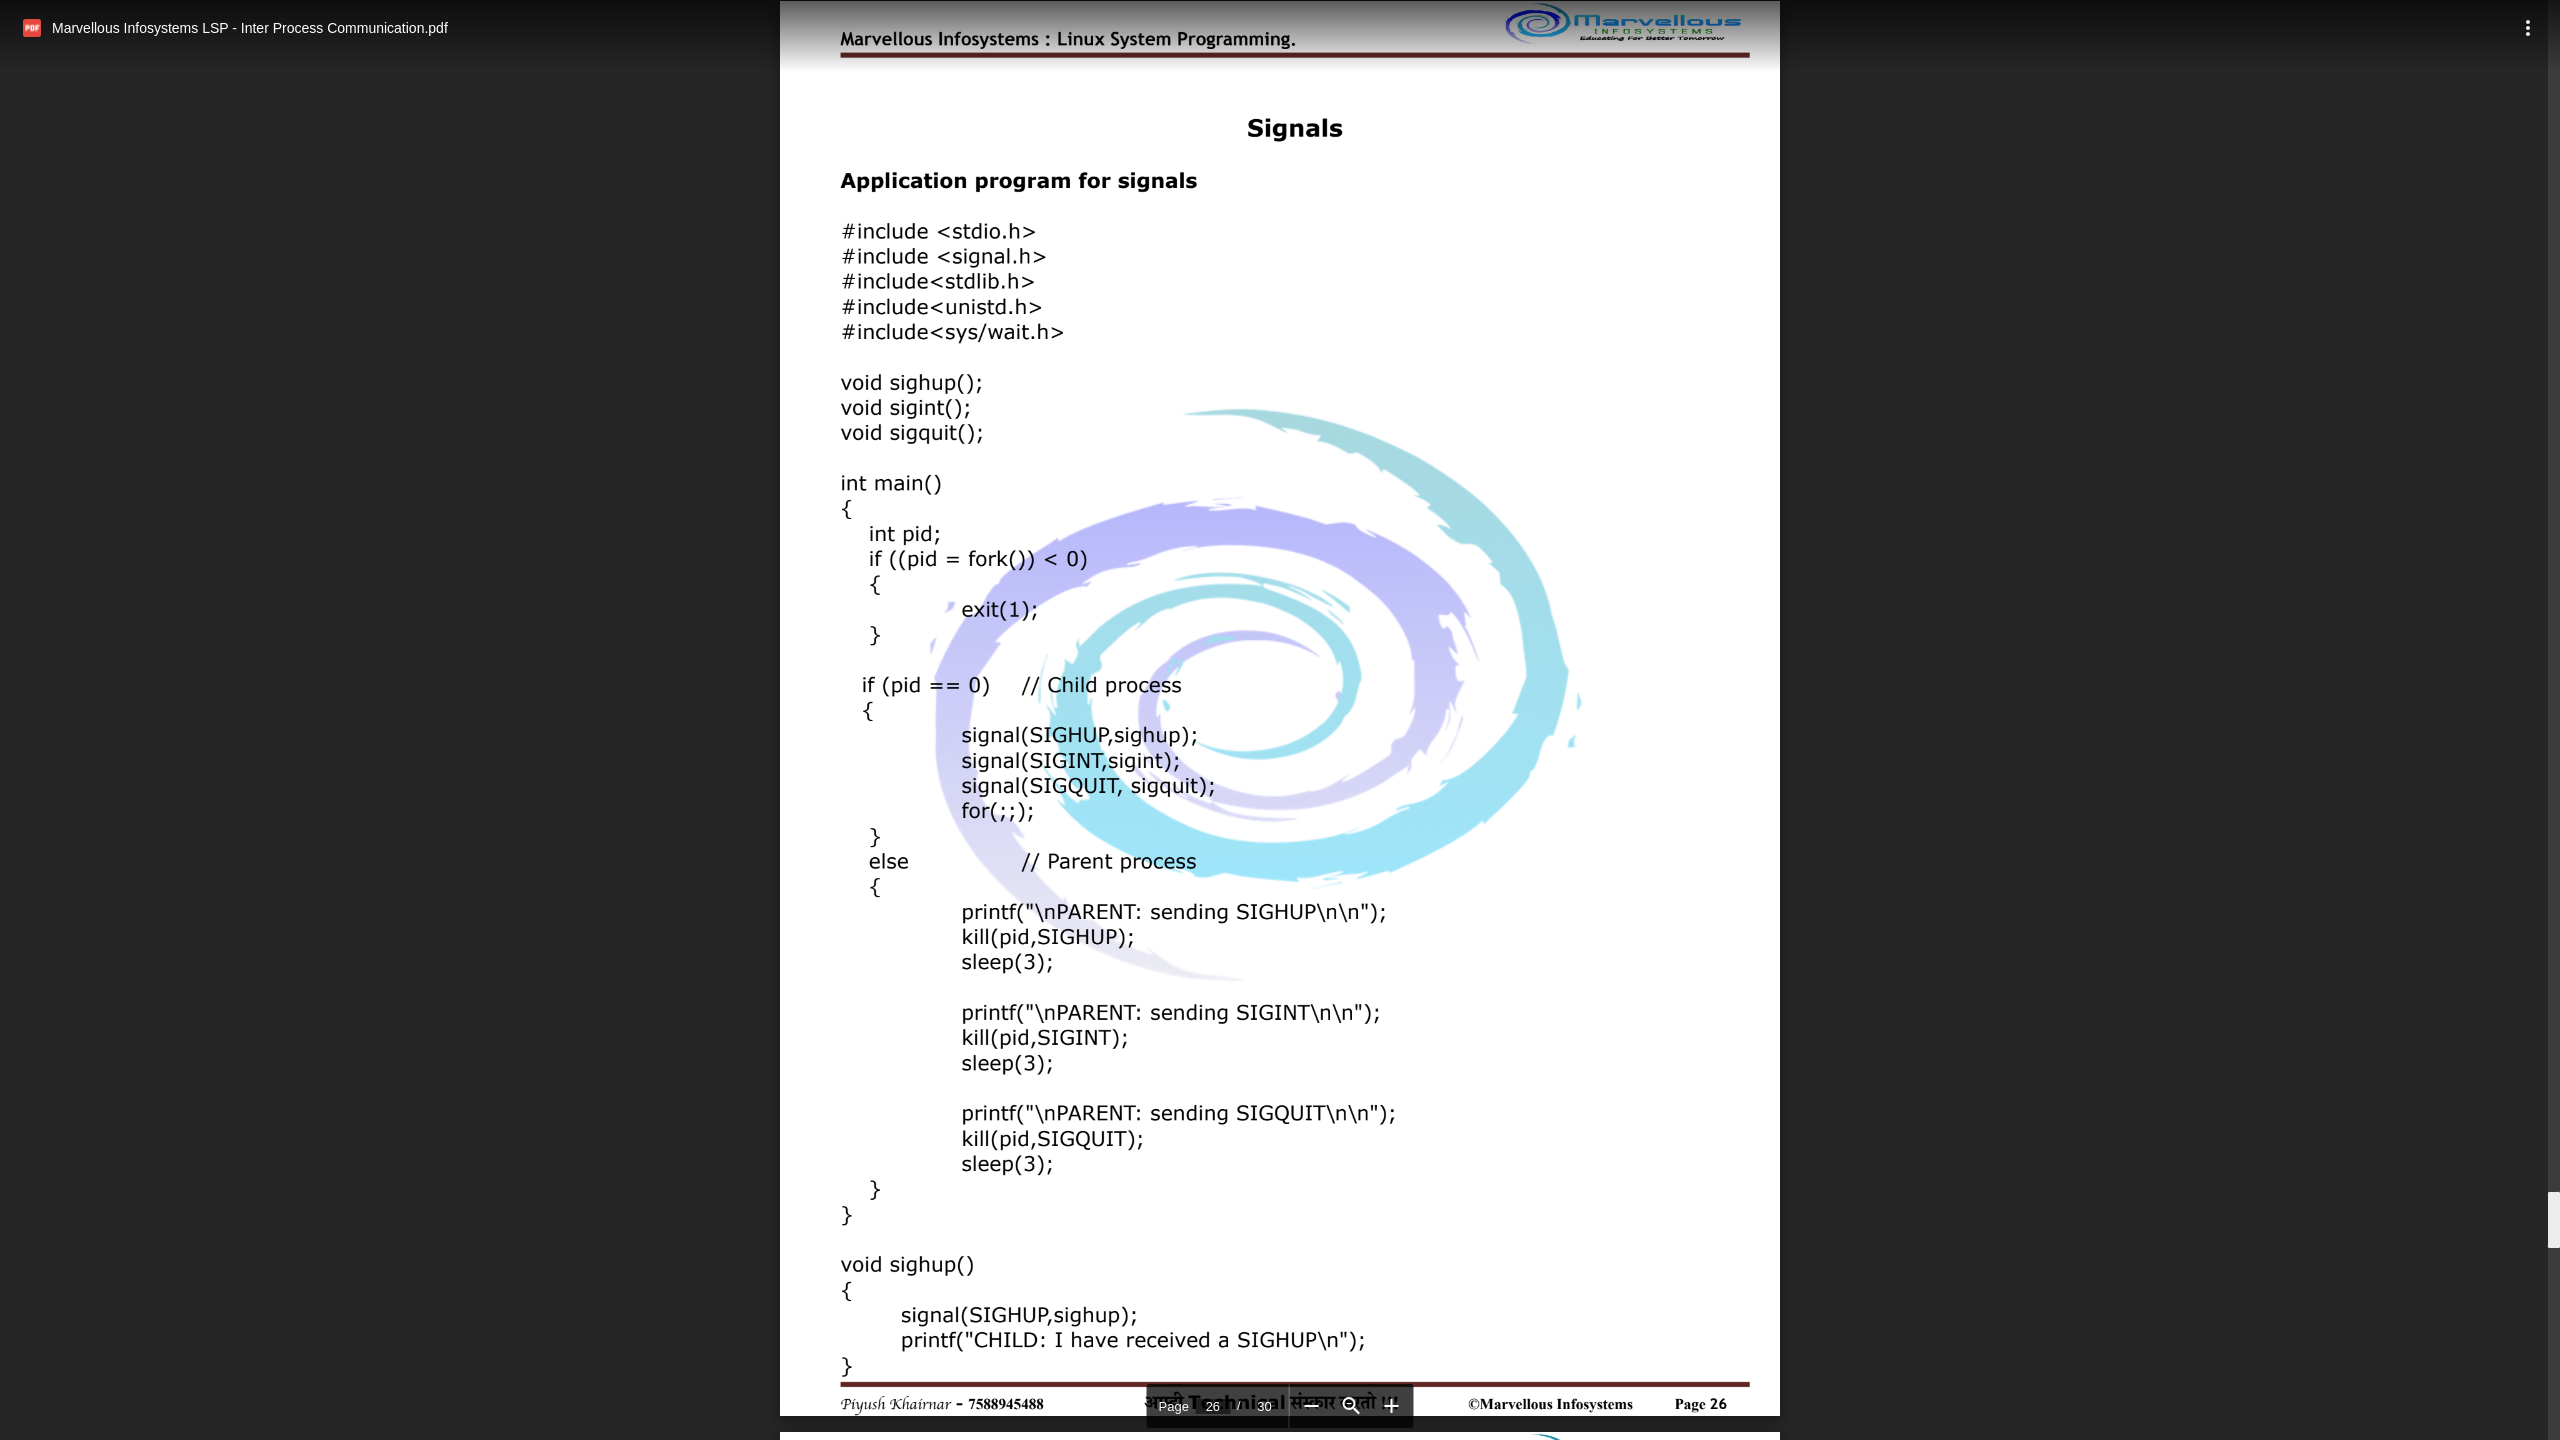 Marvellous Infosystems LSP - Inter Process Communication.pdf
Marvellous
INFOSYSTEMS
Educating For Better Tomorrow
Marvellous Infosystems : Linux System Programming.
Signals
Application program for signals
#include <stdio.h>
#include <signal.h>
#include<stdlib.h>
#include<unistd.h>
#include<sys/wait.h>
void sighup();
void sigint();
void sigquit();
int main()
{
int pid;
if ((pid = fork()) < 0)
{
exit(1);
}
if (pid == 0) // Child process
{
signal(SIGHUP,sighup);
signal(SIGINT,sigint);
signal(SIGQUIT, sigquit);
for(;;);
}
else // Parent process
{
printf("\nPARENT: sending SIGHUP\n\n");
kill(pid,SIGHUP);
sleep(3);
printf("\nPARENT: sending SIGINT\n\n");
kill(pid,SIGINT);
sleep(3);
printf("\nPARENT: sending SIGQUIT\n\n");
kill(pid,SIGQUIT);
sleep(3);
}
}
void sighup()
{
signal(SIGHUP,sighup);
printf("CHILD: I have received a SIGHUP\n");
}
Piyush Khairnar - 7588945488 Technical संस्कार ©Marvellous Infosystems Page 26
Page 26 / 30